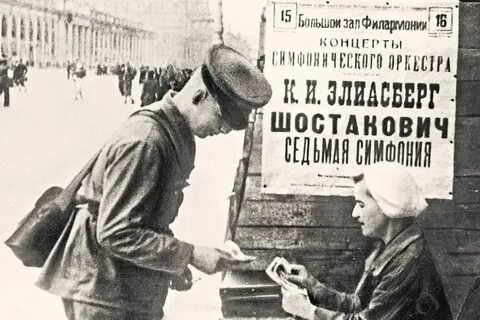 15 Большой зал Филармонии 16
КОНЦЕРТЫ
СИМФОНИЧЕСКОГО ОРКЕСТРА
К. И. ЭЛИАСБЕРГ
ШОСТАКОВИЧ
СЕДЬМАЯ СИМФОНИЯ